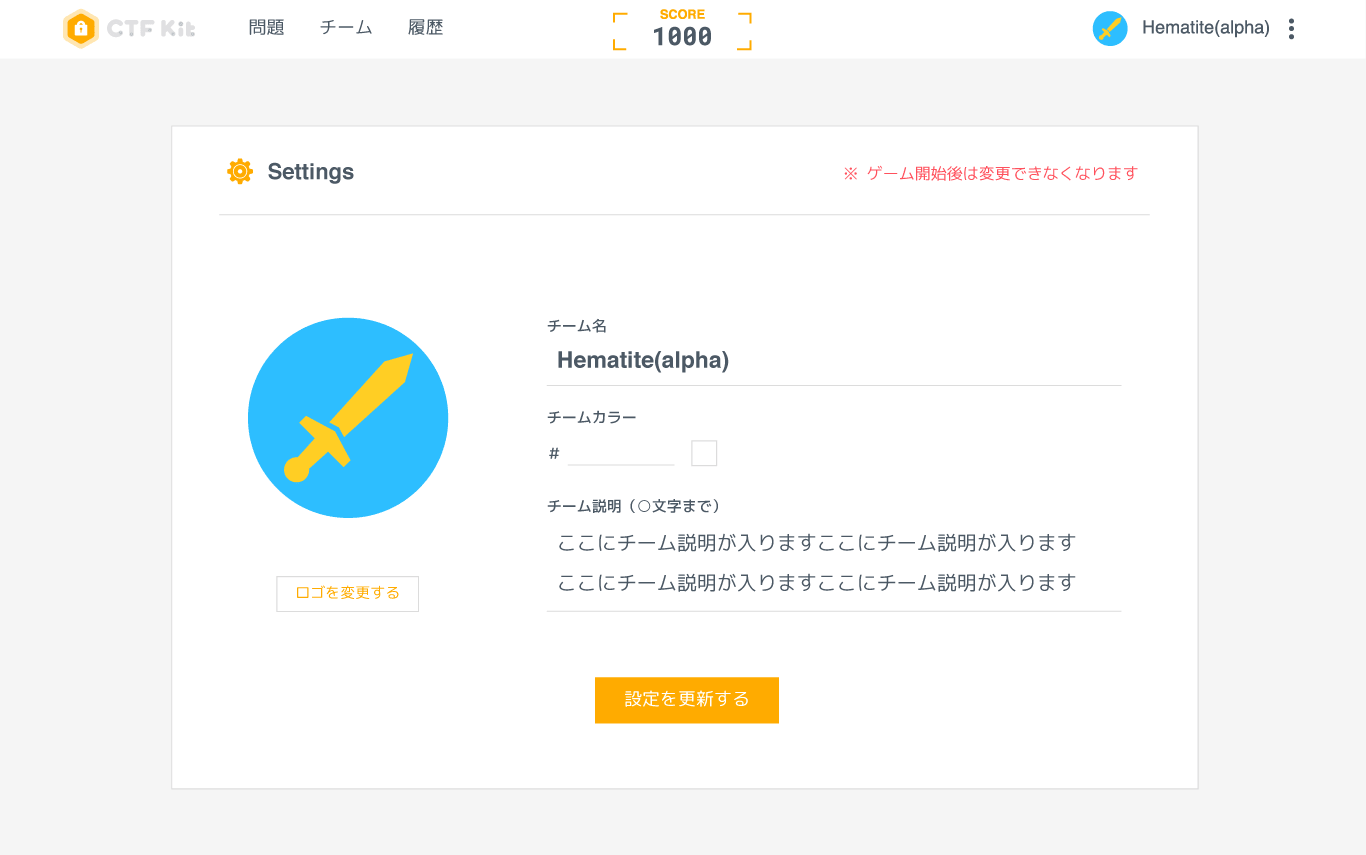 CTF Kit
問題
チーム
履歴
SCORE
1000
Hematite(alpha)
Settings
※ ゲーム開始後は変更できなくなります
チーム名
Hematite(alpha)
チームカラー
#
チーム説明（○文字まで）
ここにチーム説明が入りますここにチーム説明が入ります
ここにチーム説明が入りますここにチーム説明が入ります
ロゴを変更する
設定を更新する